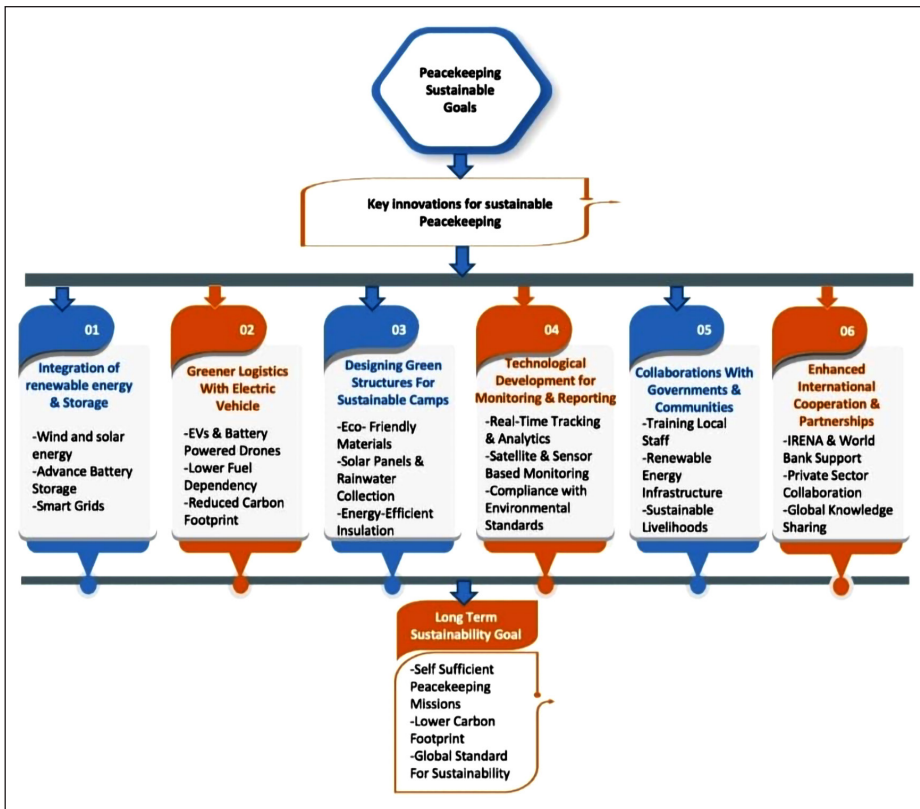 Peacekeeping
Sustainable
Goals
Key innovations for sustainable
Peacekeeping
01
Integration of
renewable energy
& Storage
-Wind and solar
energy
-Advance Battery
Storage
-Smart Grids
02
Greener Logistics
With Electric
Vehicle
-EVs & Battery
Powered Drones
-Lower Fuel
Dependency
-Reduced Carbon
Footprint
03
Designing Green
Structures For
Sustainable Camps
-Eco- Friendly
Materials
-Solar Panels &
Rainwater
Collection
-Energy-Efficient
Insulation
04
Technological
Development for
Monitoring & Reporting
-Real-Time Tracking
& Analytics
-Satellite & Sensor
Based Monitoring
-Compliance with
Environmental
Standards
05
Collaborations With
Governments &
Communities
-Training Local
Staff
-Renewable
Energy
Infrastructure
-Sustainable
Livelihoods
06
Enhanced
International
Cooperation &
Partnerships
-IRENA & World
Bank Support
-Private Sector
Collaboration
-Global Knowledge
Sharing
Long Term
Sustainability Goal
-Self Sufficient
Peacekeeping
Missions
-Lower Carbon
Footprint
-Global Standard
For Sustainability